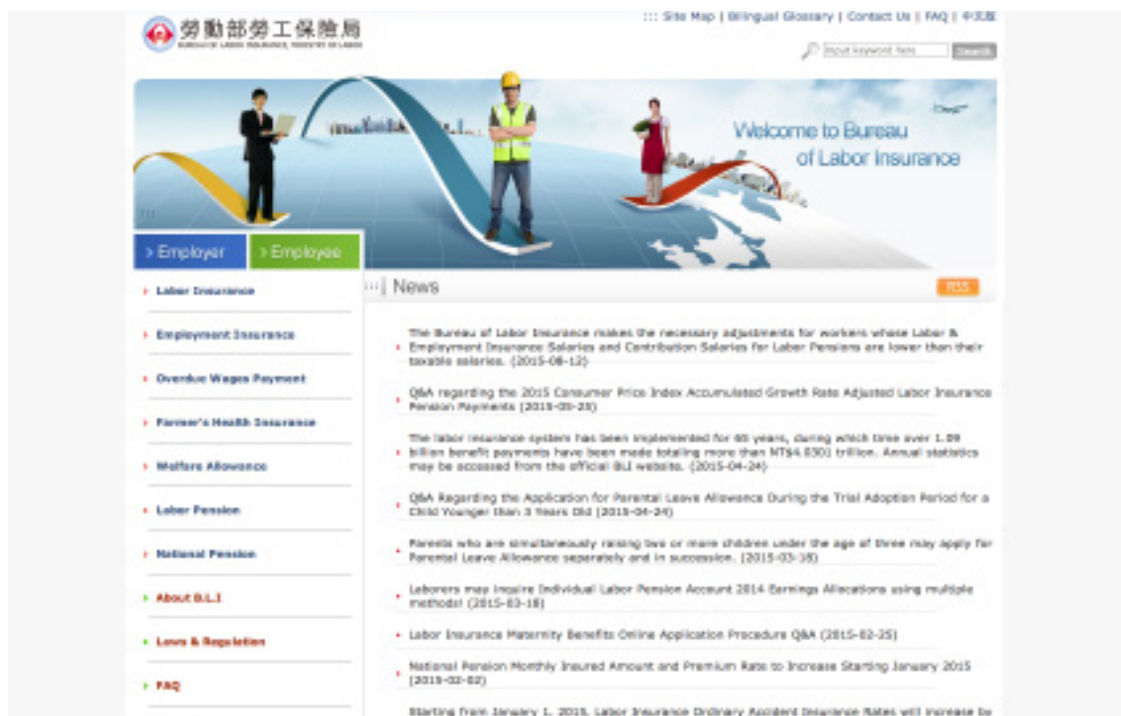 勞動部勞工保險局
BUREAU OF LABOR INSURANCE, MINISTRY OF LABOR
::: Site Map | Bilingual Glossary | Contact Us | FAQ | 中文版
Input keyword here Search
Welcome to Bureau
of Labor Insurance
:::
> Employer > Employee
Labor Insurance
Employment Insurance
Overdue Wages Payment
Farmer's Health Insurance
Welfare Allowance
Labor Pension
National Pension
About B.L.I
Laws & Regulation
FAQ
:::| News RSS
The Bureau of Labor Insurance makes the necessary adjustments for workers whose Labor &
Employment Insurance Salaries and Contribution Salaries for Labor Pensions are lower than their
taxable salaries. (2015-08-12)
Q&A regarding the 2015 Consumer Price Index Accumulated Growth Rate Adjusted Labor Insurance
Pension Payments (2015-05-25)
The labor insurance system has been implemented for 65 years, during which time over 1.09
billion benefit payments have been made totaling more than NT$4.0301 trillion. Annual statistics
may be accessed from the official BLI website. (2015-04-24)
Q&A Regarding the Application for Parental Leave Allowance During the Trial Adoption Period for a
Child Younger than 3 Years Old (2015-04-24)
Parents who are simultaneously raising two or more children under the age of three may apply for
Parental Leave Allowance separately and in succession. (2015-03-18)
Laborers may inquire Individual Labor Pension Account 2014 Earnings Allocations using multiple
methods! (2015-03-18)
Labor Insurance Maternity Benefits Online Application Procedure Q&A (2015-02-25)
National Pension Monthly Insured Amount and Premium Rate to Increase Starting January 2015
(2015-02-02)
Starting from January 1, 2015, Labor Insurance Ordinary Accident Insurance Rates will increase by